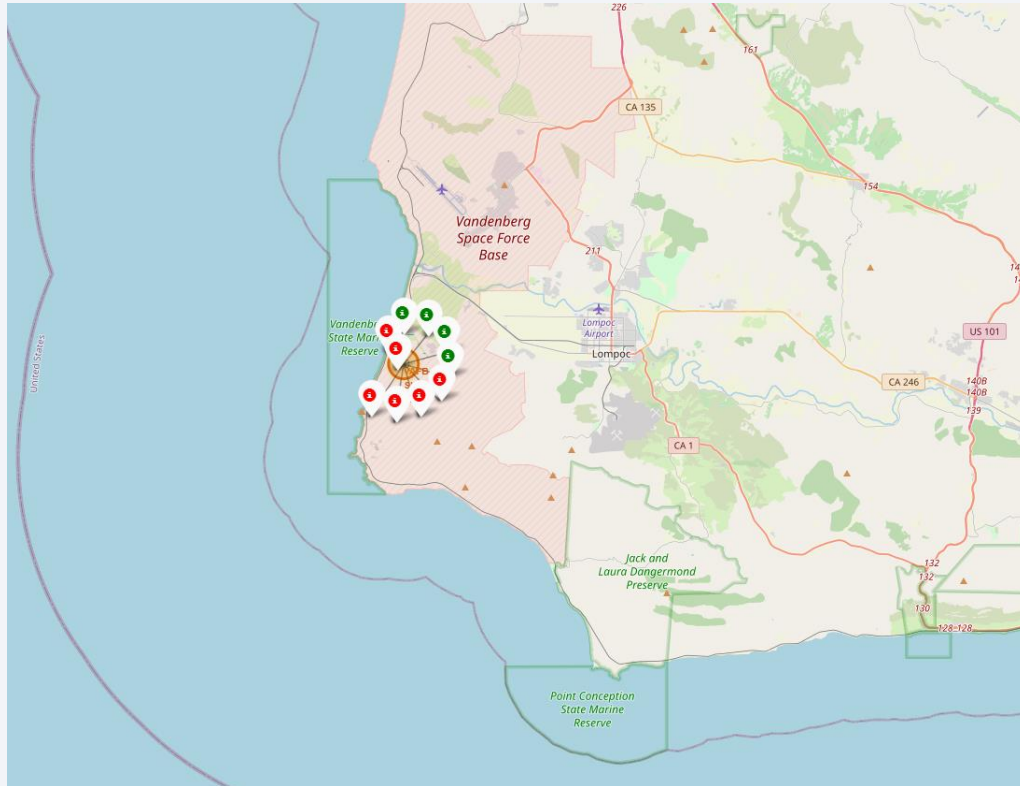 226
161
CA 135
154
Vandenberg
Space Force
Base
211
14
United States
Lompoc
Airport
US 101
State Mari
Reserve
Lompoc
CA 246
140B
140B
139
CA 1
Jack and
Laura Dangermond
Preserve
132
132
130
128 128
Point Conception
State Marine
Reserve